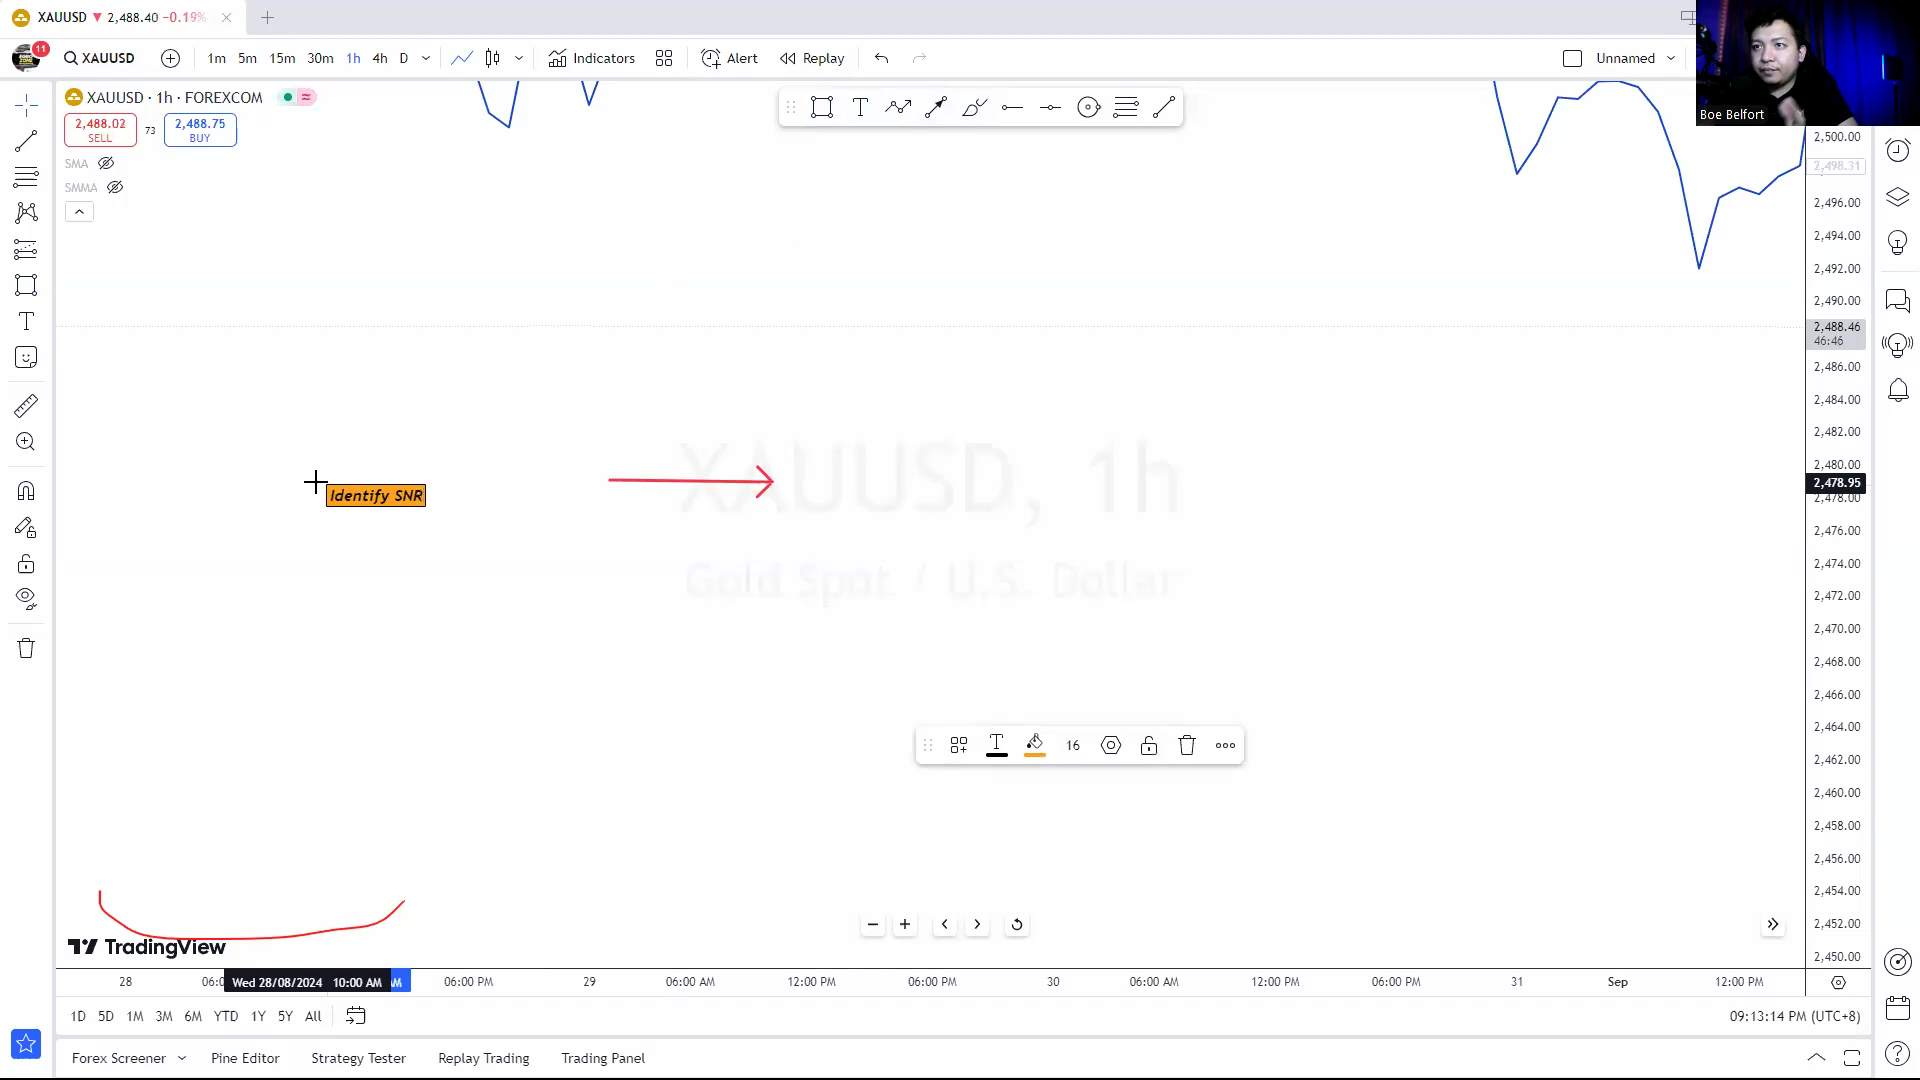 XAUUSD ▼ 2,488.40 −0.19%
11
XAUUSD
1m 5m 15m 30m 1h 4h D
Indicators
Alert
Replay
Unnamed
Boe Belfort
XAUUSD · 1h · FOREXCOM
2,488.02
SELL
73
2,488.75
BUY
SMA
SMMA
2,500.00
2,498.31
2,496.00
2,494.00
2,492.00
2,490.00
2,488.46
46:46
2,486.00
2,484.00
2,482.00
2,480.00
2,478.95
2,478.00
2,476.00
2,474.00
2,472.00
2,470.00
2,468.00
2,466.00
2,464.00
2,462.00
2,460.00
2,458.00
2,456.00
2,454.00
2,452.00
2,450.00
XAUUSD, 1h
Gold Spot / U.S. Dollar
Identify SNR
16
TradingView
28 Wed 28/08/2024 10:00 AM 06:00 PM 29 06:00 AM 12:00 PM 06:00 PM 30 06:00 AM 12:00 PM 06:00 PM 31 Sep 12:00 PM
1D 5D 1M 3M 6M YTD 1Y 5Y All
09:13:14 PM (UTC+8)
Forex Screener
Pine Editor
Strategy Tester
Replay Trading
Trading Panel